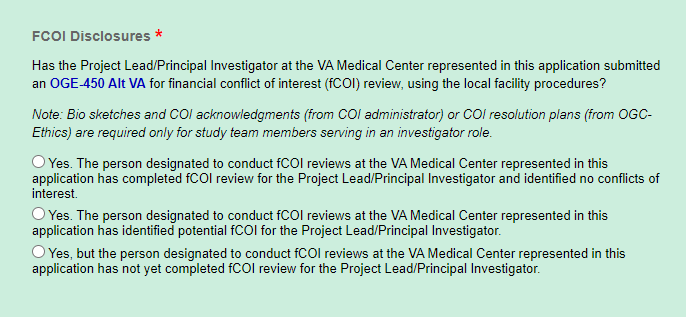 FCOI Disclosures *
Has the Project Lead/Principal Investigator at the VA Medical Center represented in this application submitted
an OGE-450 Alt VA for financial conflict of interest (fCOI) review, using the local facility procedures?
Note: Bio sketches and COI acknowledgments (from COI administrator) or COI resolution plans (from OGC-
Ethics) are required only for study team members serving in an investigator role.
Yes. The person designated to conduct fCOI reviews at the VA Medical Center represented in this
application has completed fCOI review for the Project Lead/Principal Investigator and identified no conflicts of
interest.
Yes. The person designated to conduct fCOI reviews at the VA Medical Center represented in this
application has identified potential fCOI for the Project Lead/Principal Investigator.
Yes, but the person designated to conduct fCOI reviews at the VA Medical Center represented in this
application has not yet completed fCOI review for the Project Lead/Principal Investigator.